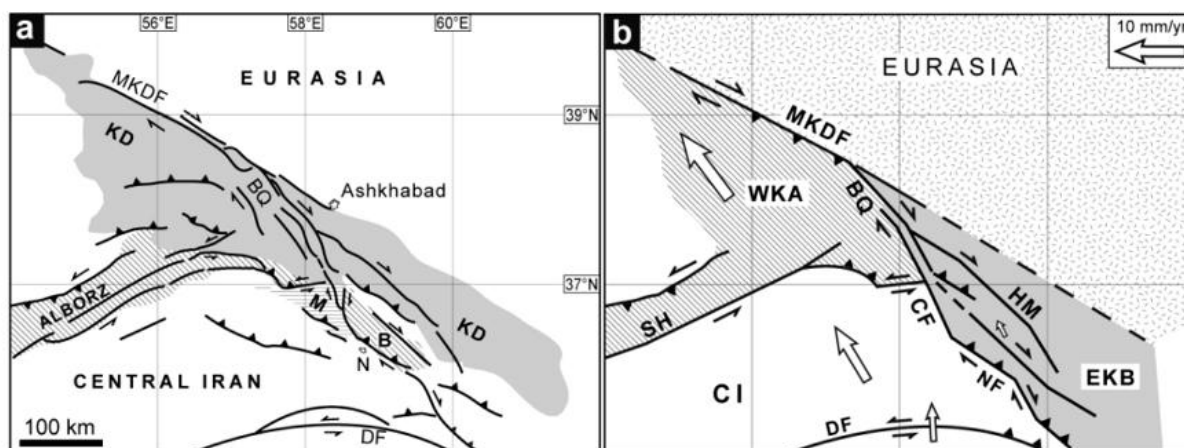 a
56°E
58°E
60°E
EURASIA
MKDF
39°N
KD
BQ
Ashkhabad
37°N
ALBORZ
M
KD
B
N
CENTRAL IRAN
DF
100 km
b
10 mm/yr
EURASIA
MKDF
WKA
BQ
HM
SH
CF
CI
EKB
NF
DF